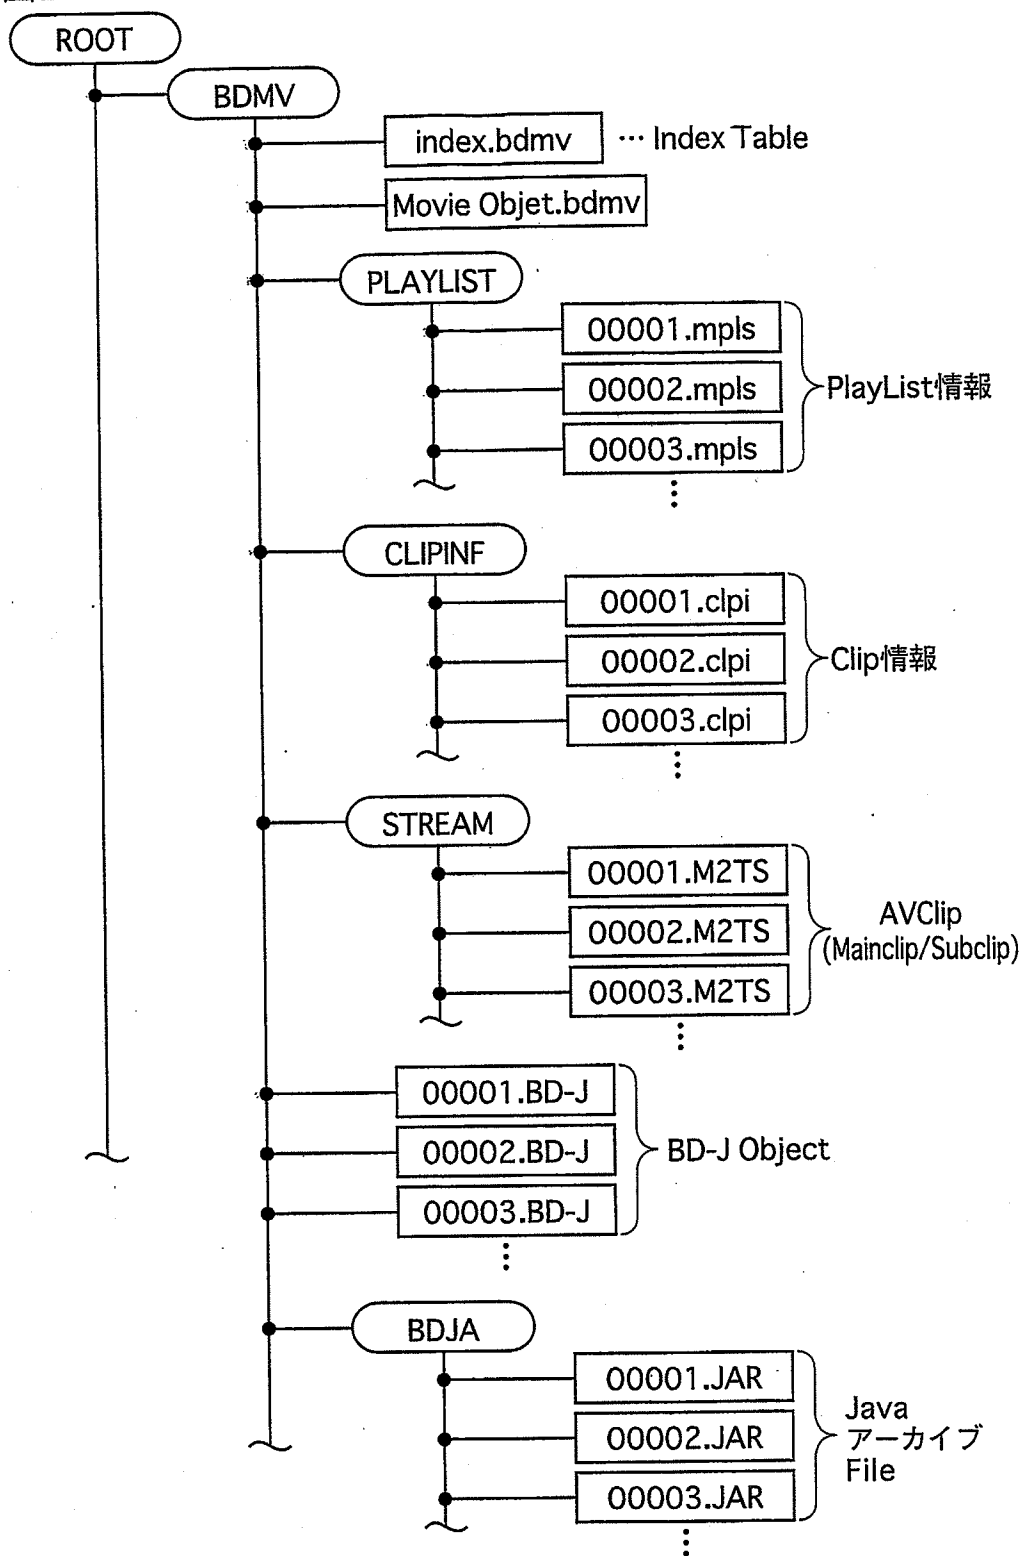 ROOT
BDMV
index.bdmv … Index Table
Movie Objet.bdmv
PLAYLIST
00001.mpls
00002.mpls
PlayList情報
00003.mpls
CLIPINF
00001.clpi
00002.clpi
Clip情報
00003.clpi
STREAM
00001.M2TS
AVClip
00002.M2TS
(Mainclip/Subclip)
00003.M2TS
00001.BD-J
00002.BD-J
BD-J Object
00003.BD-J
BDJA
00001.JAR
Java
00002.JAR
アーカイブ
File
00003.JAR